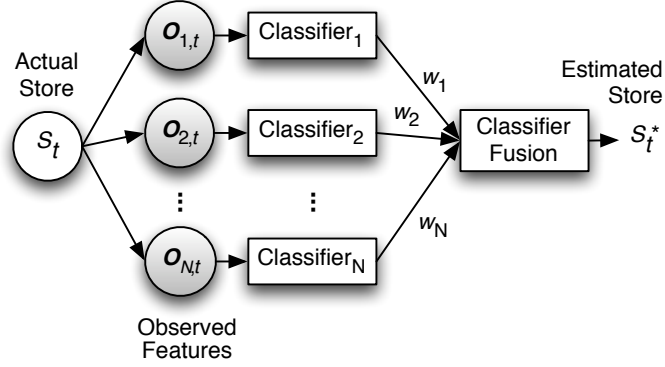 Actual
Store
S_t
O_1,t
O_2,t
⋮
O_N,t
Observed
Features
Classifier_1
Classifier_2
⋮
Classifier_N
w_1
w_2
w_N
Classifier
Fusion
Estimated
Store
S_t^*